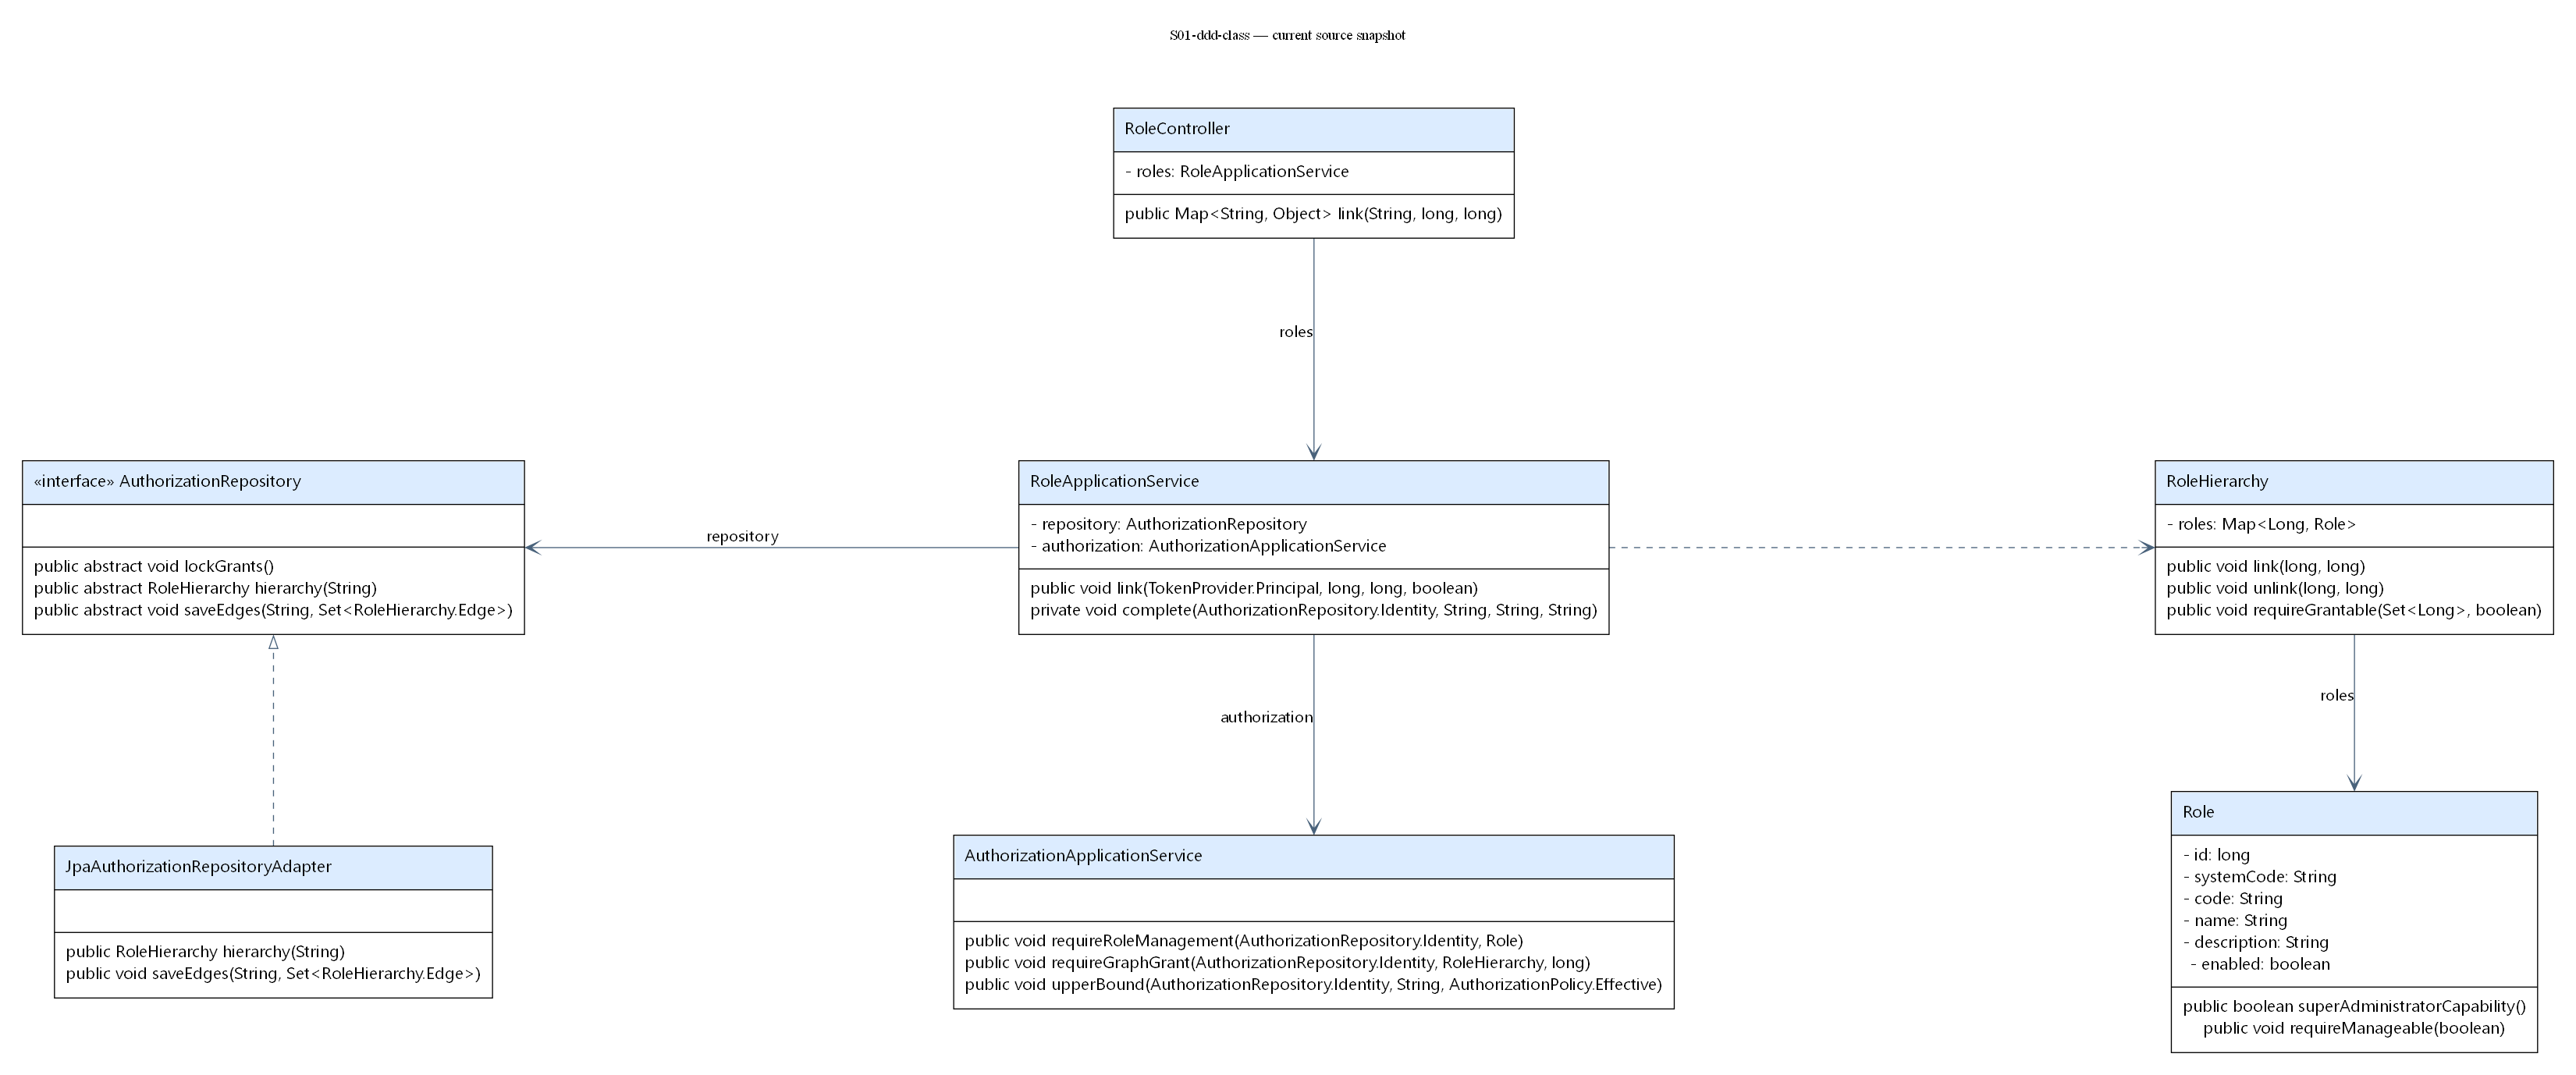 S01-ddd-class — current source snapshot
RoleController
- roles: RoleApplicationService
public Map<String, Object> link(String, long, long)
roles
«interface» AuthorizationRepository
public abstract void lockGrants()
public abstract RoleHierarchy hierarchy(String)
public abstract void saveEdges(String, Set<RoleHierarchy.Edge>)
repository
RoleApplicationService
- repository: AuthorizationRepository
- authorization: AuthorizationApplicationService
public void link(TokenProvider.Principal, long, long, boolean)
private void complete(AuthorizationRepository.Identity, String, String, String)
RoleHierarchy
- roles: Map<Long, Role>
public void link(long, long)
public void unlink(long, long)
public void requireGrantable(Set<Long>, boolean)
authorization
roles
JpaAuthorizationRepositoryAdapter
public RoleHierarchy hierarchy(String)
public void saveEdges(String, Set<RoleHierarchy.Edge>)
AuthorizationApplicationService
public void requireRoleManagement(AuthorizationRepository.Identity, Role)
public void requireGraphGrant(AuthorizationRepository.Identity, RoleHierarchy, long)
public void upperBound(AuthorizationRepository.Identity, String, AuthorizationPolicy.Effective)
Role
- id: long
- systemCode: String
- code: String
- name: String
- description: String
- enabled: boolean
public boolean superAdministratorCapability()
public void requireManageable(boolean)